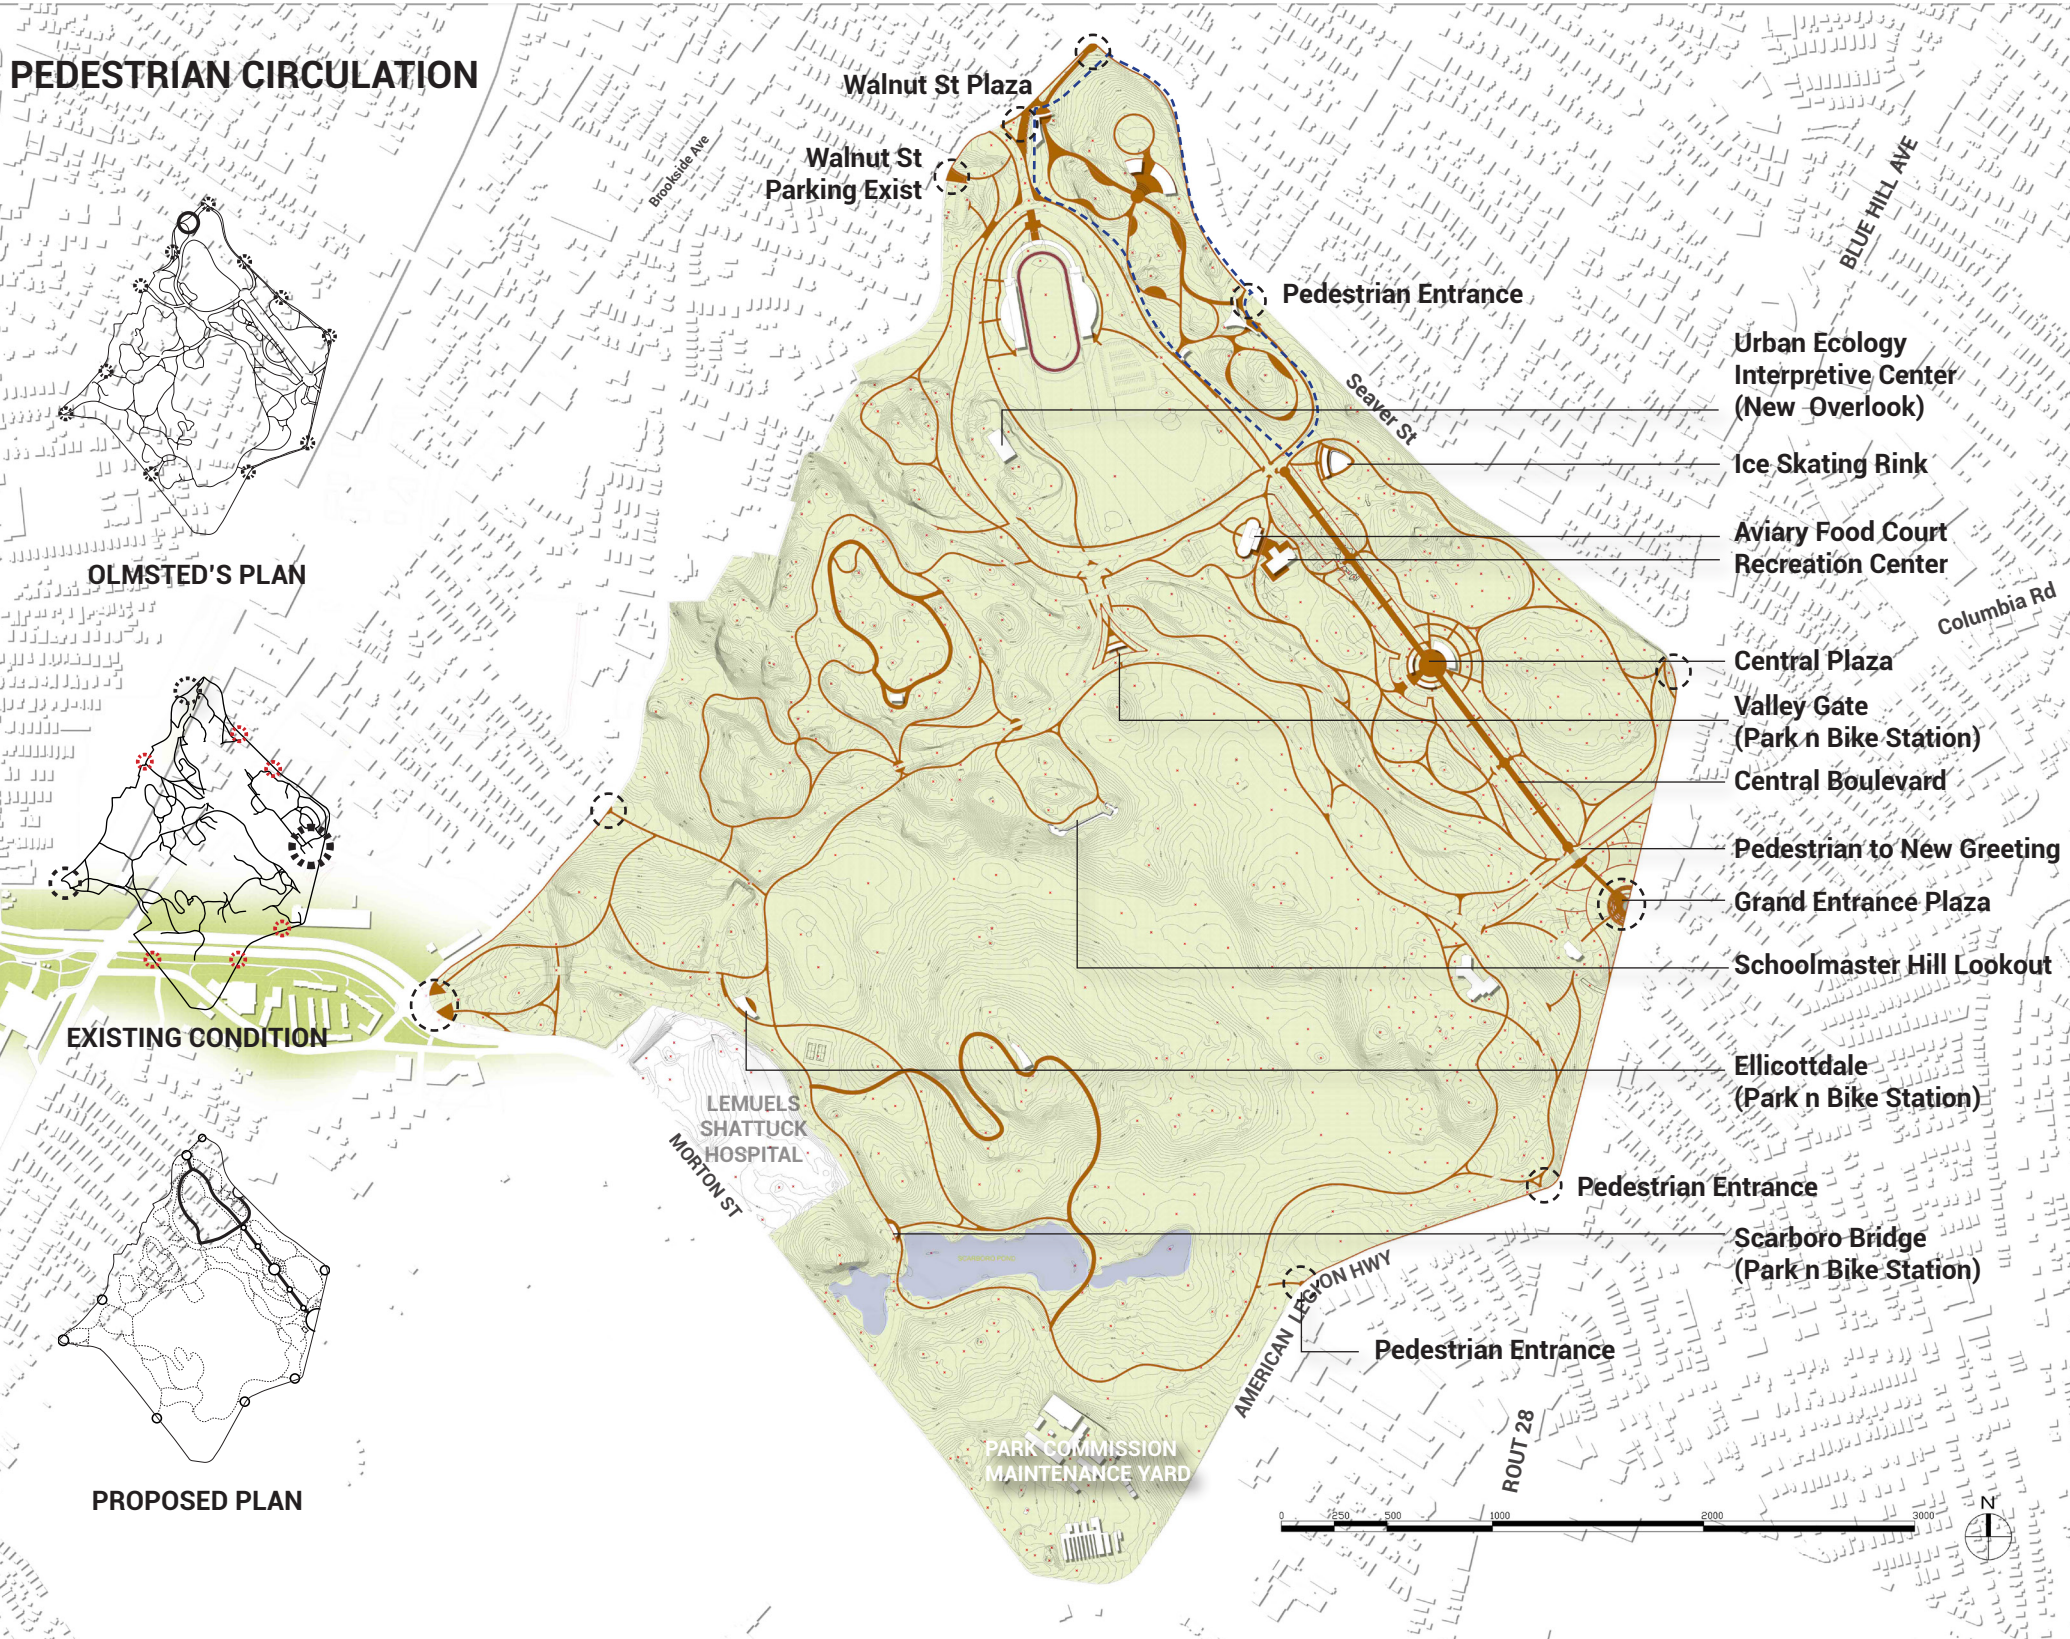 PEDESTRIAN CIRCULATION
Walnut St Plaza
Walnut St
Parking Exist
Brookside Ave
BLUE HILL AVE
Pedestrian Entrance
Seaver St
Urban Ecology
Interpretive Center
(New Overlook)
Ice Skating Rink
Aviary Food Court
Recreation Center
Columbia Rd
Central Plaza
Valley Gate
(Park n Bike Station)
Central Boulevard
Pedestrian to New Greeting
Grand Entrance Plaza
Schoolmaster Hill Lookout
Ellicottdale
(Park n Bike Station)
Pedestrian Entrance
Scarboro Bridge
(Park n Bike Station)
Pedestrian Entrance
OLMSTED'S PLAN
EXISTING CONDITION
PROPOSED PLAN
LEMUELS
SHATTUCK
HOSPITAL
MORTON ST
SCARBORO POND
AMERICAN LEGION HWY
ROUT 28
PARK COMMISSION
MAINTENANCE YARD
0 250 500 1000 2000 3000
N